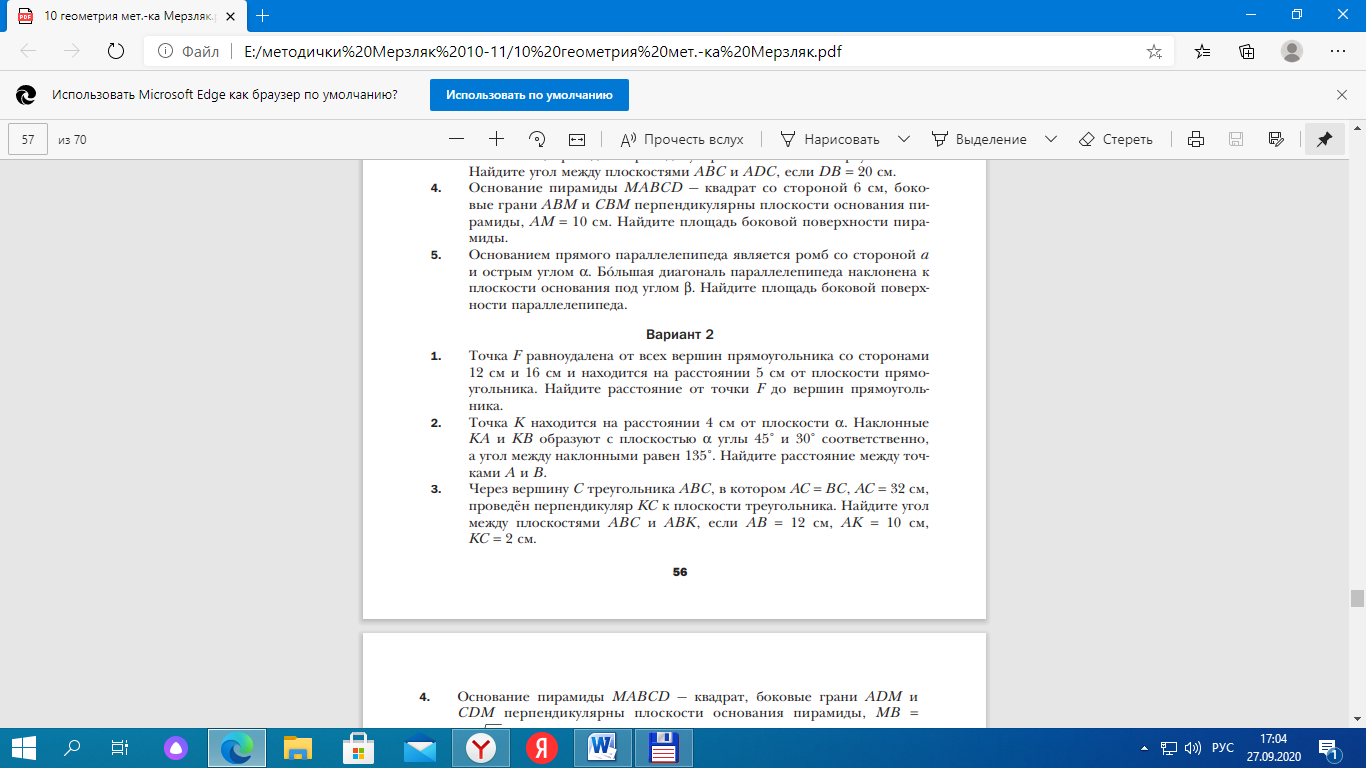 10 геометрия мет.-ка Мерзляк.p
Файл
E:/методички%20Мерзляк%2010-11/10%20геометрия%20мет.-ка%20Мерзляк.pdf
Использовать Microsoft Edge как браузер по умолчанию?
Использовать по умолчанию
57 из 70
Прочесть вслух
Нарисовать
Выделение
Стереть
Найдите угол между плоскостями ABC и ADC, если DB = 20 см.
4. Основание пирамиды MABCD — квадрат со стороной 6 см, боко-
вые грани ABM и CBM перпендикулярны плоскости основания пи-
рамиды, AM = 10 см. Найдите площадь боковой поверхности пира-
миды.
5. Основанием прямого параллелепипеда является ромб со стороной a
и острым углом α. Бо́льшая диагональ параллелепипеда наклонена к
плоскости основания под углом β. Найдите площадь боковой поверх-
ности параллелепипеда.
Вариант 2
1. Точка F равноудалена от всех вершин прямоугольника со сторонами
12 см и 16 см и находится на расстоянии 5 см от плоскости прямо-
угольника. Найдите расстояние от точки F до вершин прямоуголь-
ника.
2. Точка K находится на расстоянии 4 см от плоскости α. Наклонные
KA и KB образуют с плоскостью α углы 45° и 30° соответственно,
а угол между наклонными равен 135°. Найдите расстояние между точ-
ками A и B.
3. Через вершину C треугольника ABC, в котором AC = BC, AC = 32 см,
проведён перпендикуляр KC к плоскости треугольника. Найдите угол
между плоскостями ABC и ABK, если AB = 12 см, AK = 10 см,
KC = 2 см.
56
4. Основание пирамиды MABCD — квадрат, боковые грани ADM и
CDM перпендикулярны плоскости основания пирамиды, MB =
РУС
17:04
27.09.2020
1